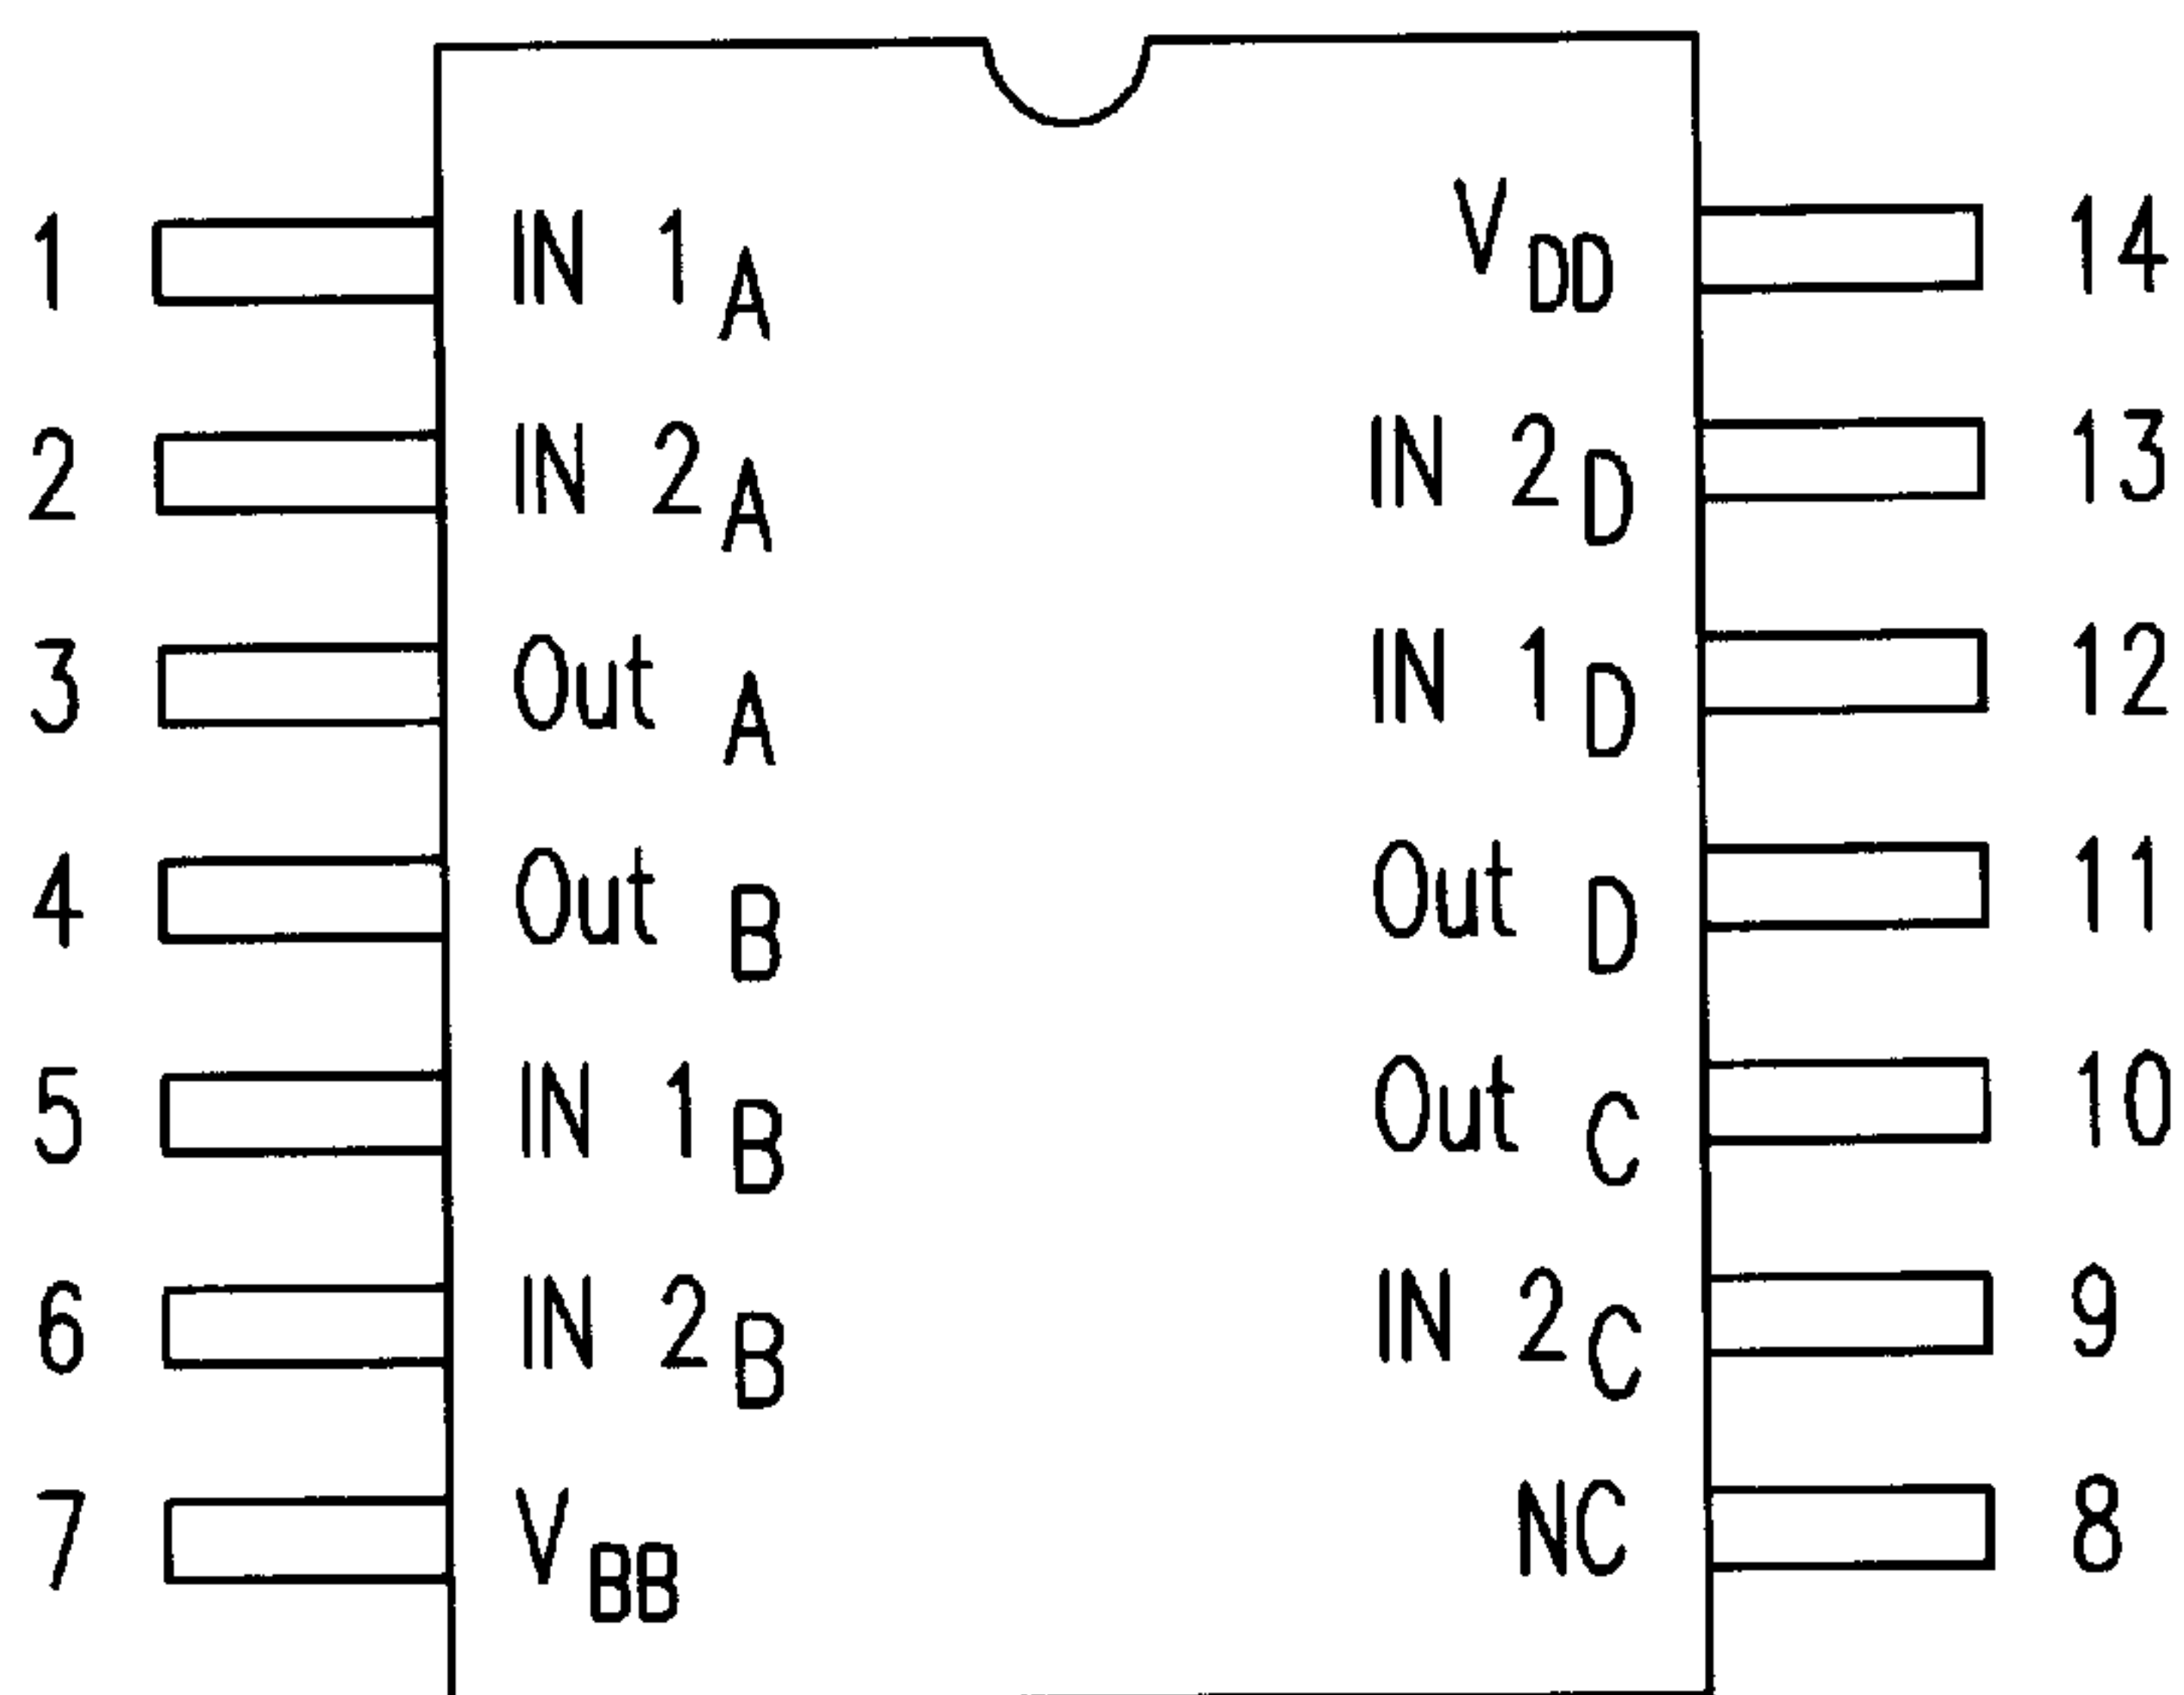 1 IN 1A VDD 14
2 IN 2A IN 2D 13
3 Out A IN 1D 12
4 Out B Out D 11
5 IN 1B Out C 10
6 IN 2B IN 2C 9
7 VBB NC 8